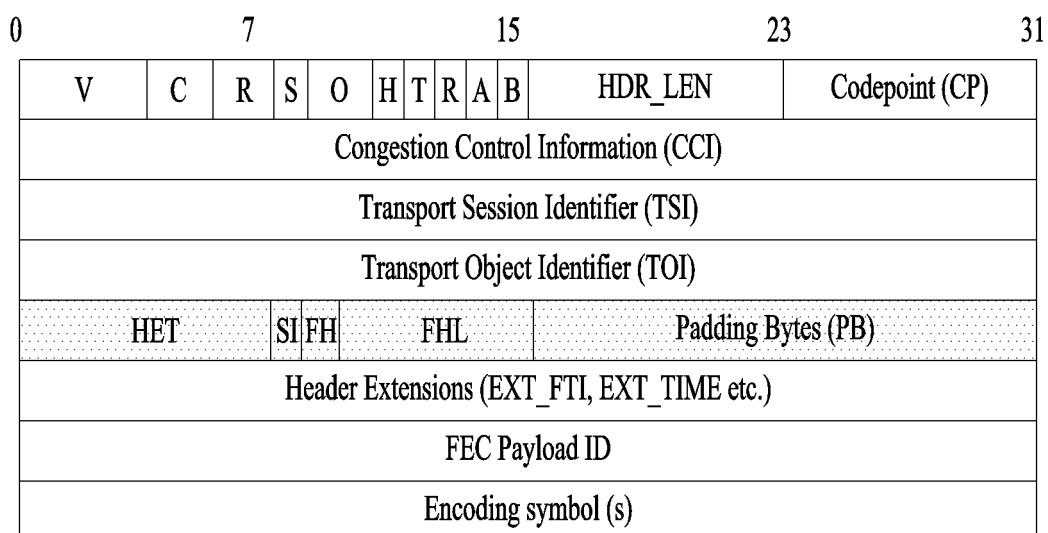 0 7 15 23 31
V C R S O H T R A B HDR_LEN Codepoint (CP)
Congestion Control Information (CCI)
Transport Session Identifier (TSI)
Transport Object Identifier (TOI)
HET SI FH FHL Padding Bytes (PB)
Header Extensions (EXT_FTI, EXT_TIME etc.)
FEC Payload ID
Encoding symbol (s)